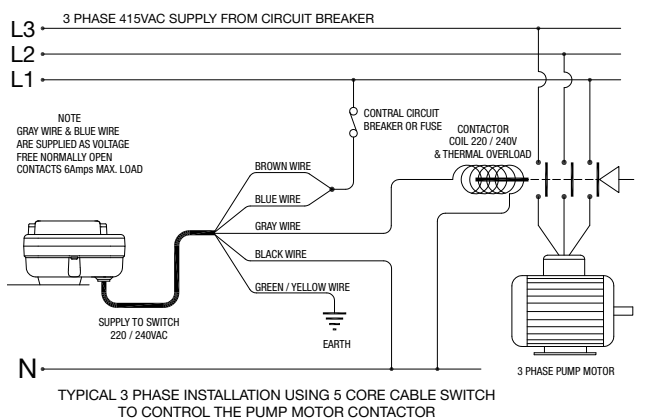 3 PHASE 415VAC SUPPLY FROM CIRCUIT BREAKER
L3
L2
L1
NOTE
GRAY WIRE & BLUE WIRE
ARE SUPPLIED AS VOLTAGE
FREE NORMALLY OPEN
CONTACTS 6Amps MAX. LOAD
CONTRAL CIRCUIT
BREAKER OR FUSE
CONTACTOR
COIL 220 / 240V
& THERMAL OVERLOAD
BROWN WIRE
BLUE WIRE
GRAY WIRE
BLACK WIRE
GREEN / YELLOW WIRE
SUPPLY TO SWITCH
220 / 240VAC
EARTH
3 PHASE PUMP MOTOR
N
TYPICAL 3 PHASE INSTALLATION USING 5 CORE CABLE SWITCH
TO CONTROL THE PUMP MOTOR CONTACTOR